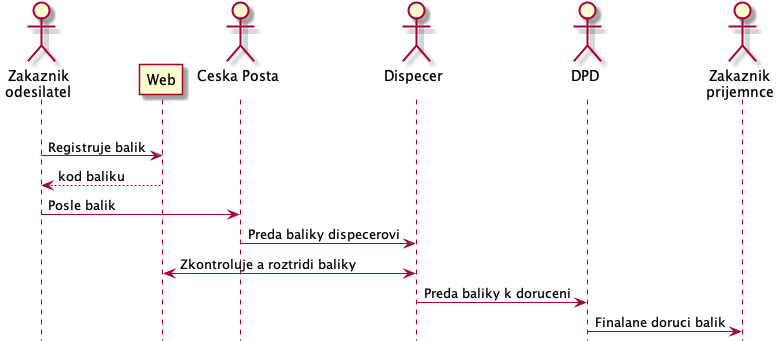 Zakaznik
odesilatel
Web
Ceska Posta
Dispecer
DPD
Zakaznik
prijemnce
Registruje balik
kod baliku
Posle balik
Preda baliky dispecerovi
Zkontroluje a roztridi baliky
Preda baliky k doruceni
Finalane doruci balik